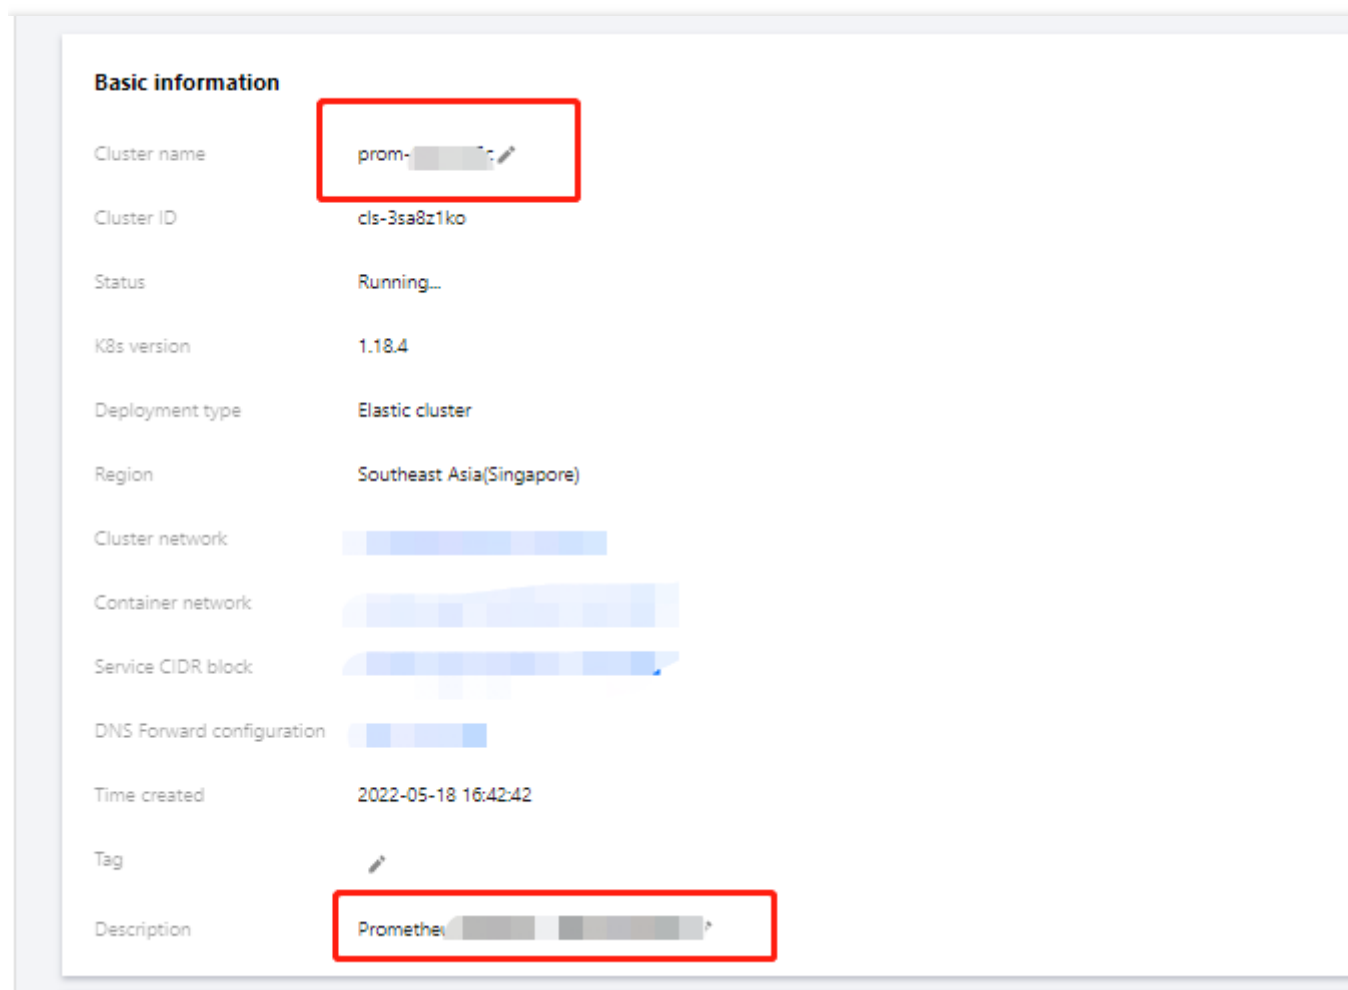 Basic information
Cluster name prom-
Cluster ID cls-3sa8z1ko
Status Running...
K8s version 1.18.4
Deployment type Elastic cluster
Region Southeast Asia(Singapore)
Cluster network
Container network
Service CIDR block
DNS Forward configuration
Time created 2022-05-18 16:42:42
Tag
Description